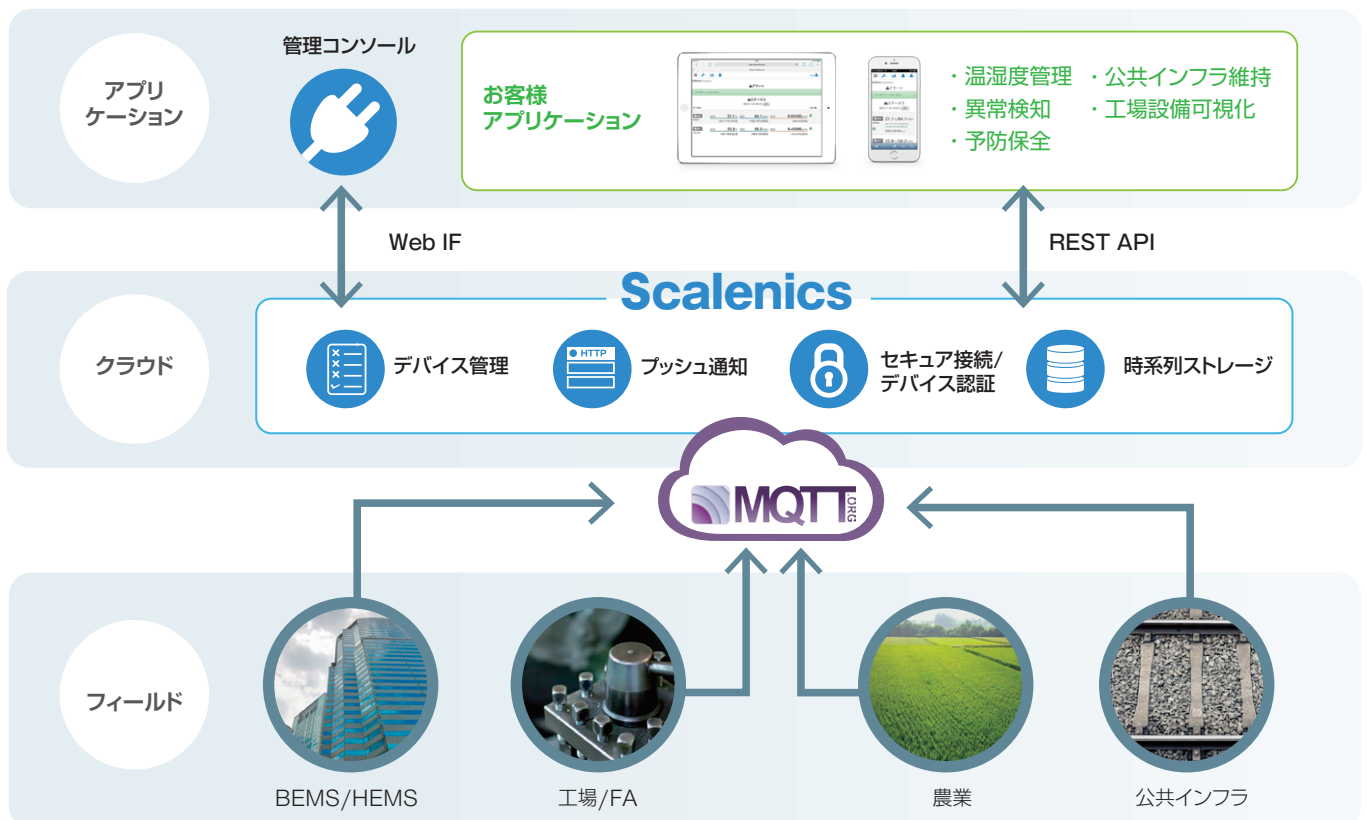 アプリ
ケーション
管理コンソール
お客様
アプリケーション
・温湿度管理
・異常検知
・予防保全
・公共インフラ維持
・工場設備可視化
Web IF
REST API
クラウド
Scalenics
デバイス管理
HTTP
プッシュ通知
セキュア接続/
デバイス認証
時系列ストレージ
MQTT
.ORG
フィールド
BEMS/HEMS
工場/FA
農業
公共インフラ